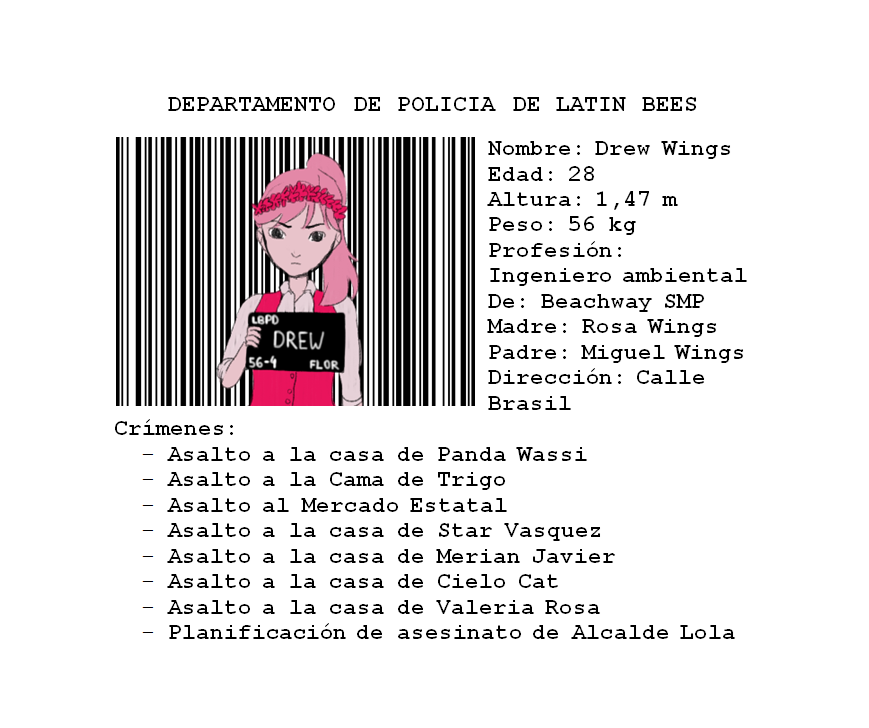 DEPARTAMENTO DE POLICIA DE LATIN BEES
LBPD
DREW
56-4 FLOR
Nombre: Drew Wings
Edad: 28
Altura: 1,47 m
Peso: 56 kg
Profesión:
Ingeniero ambiental
De: Beachway SMP
Madre: Rosa Wings
Padre: Miguel Wings
Dirección: Calle
Brasil
Crímenes:
- Asalto a la casa de Panda Wassi
- Asalto a la Cama de Trigo
- Asalto al Mercado Estatal
- Asalto a la casa de Star Vasquez
- Asalto a la casa de Merian Javier
- Asalto a la casa de Cielo Cat
- Asalto a la casa de Valeria Rosa
- Planificación de asesinato de Alcalde Lola